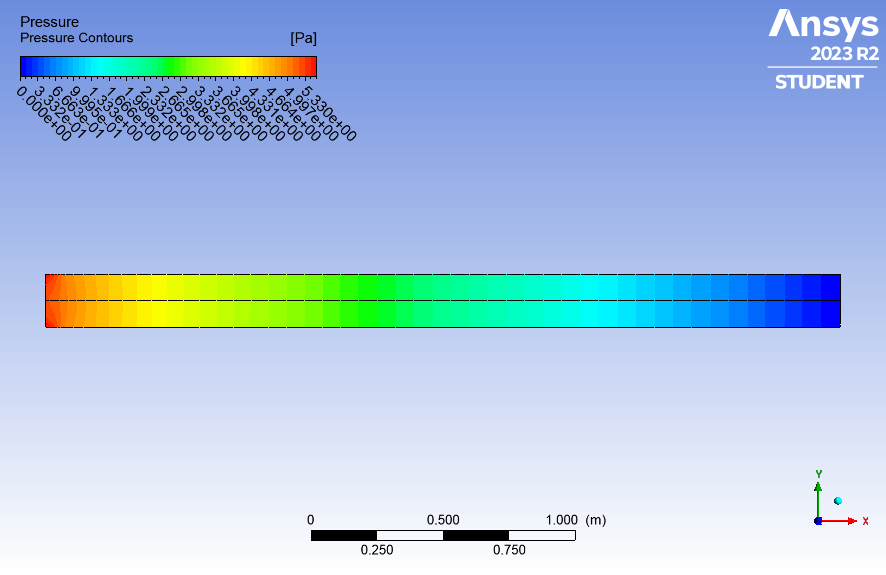 Pressure
Pressure Contours [Pa]
0.000e+00
3.332e-01
6.663e-01
9.995e-01
1.333e+00
1.666e+00
1.999e+00
2.332e+00
2.665e+00
2.998e+00
3.332e+00
3.665e+00
3.998e+00
4.331e+00
4.664e+00
4.997e+00
5.330e+00
Ansys
2023 R2
STUDENT
Y
X
0 0.500 1.000 (m)
0.250 0.750